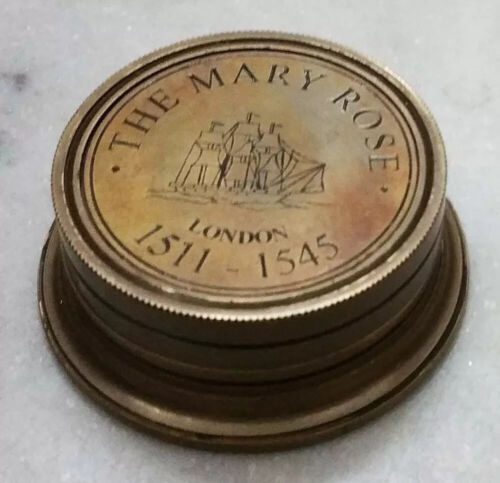 · THE MARY ROSE ·
LONDON
1511 - 1545